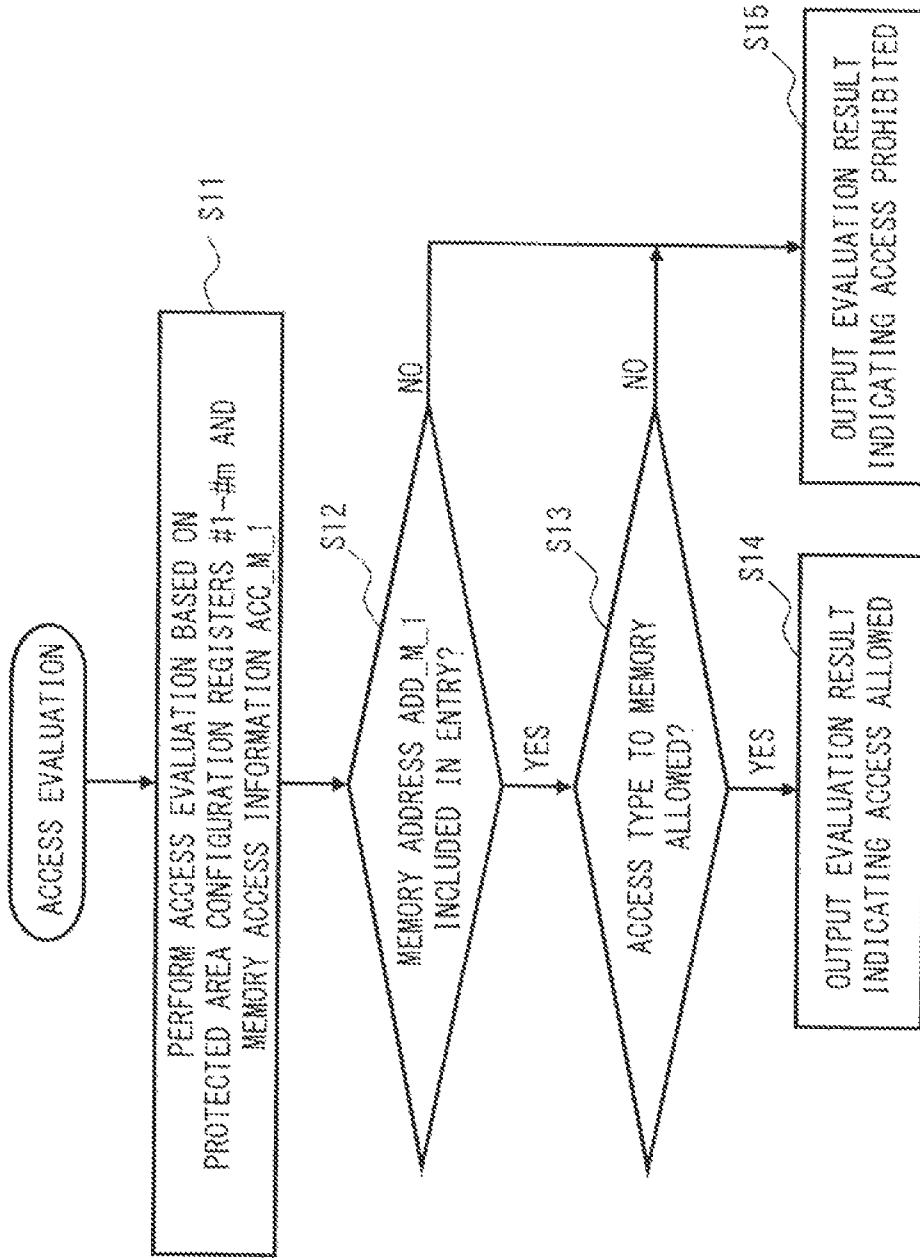 ACCESS EVALUATION
PERFORM ACCESS EVALUATION BASED ON
PROTECTED AREA CONFIGURATION REGISTERS #1~#m AND
MEMORY ACCESS INFORMATION ACC_M_1
S11
MEMORY ADDRESS ADD_M_1
INCLUDED IN ENTRY?
S12
NO
YES
ACCESS TYPE TO MEMORY
ALLOWED?
S13
NO
YES
OUTPUT EVALUATION RESULT
INDICATING ACCESS ALLOWED
S14
OUTPUT EVALUATION RESULT
INDICATING ACCESS PROHIBITED
S15